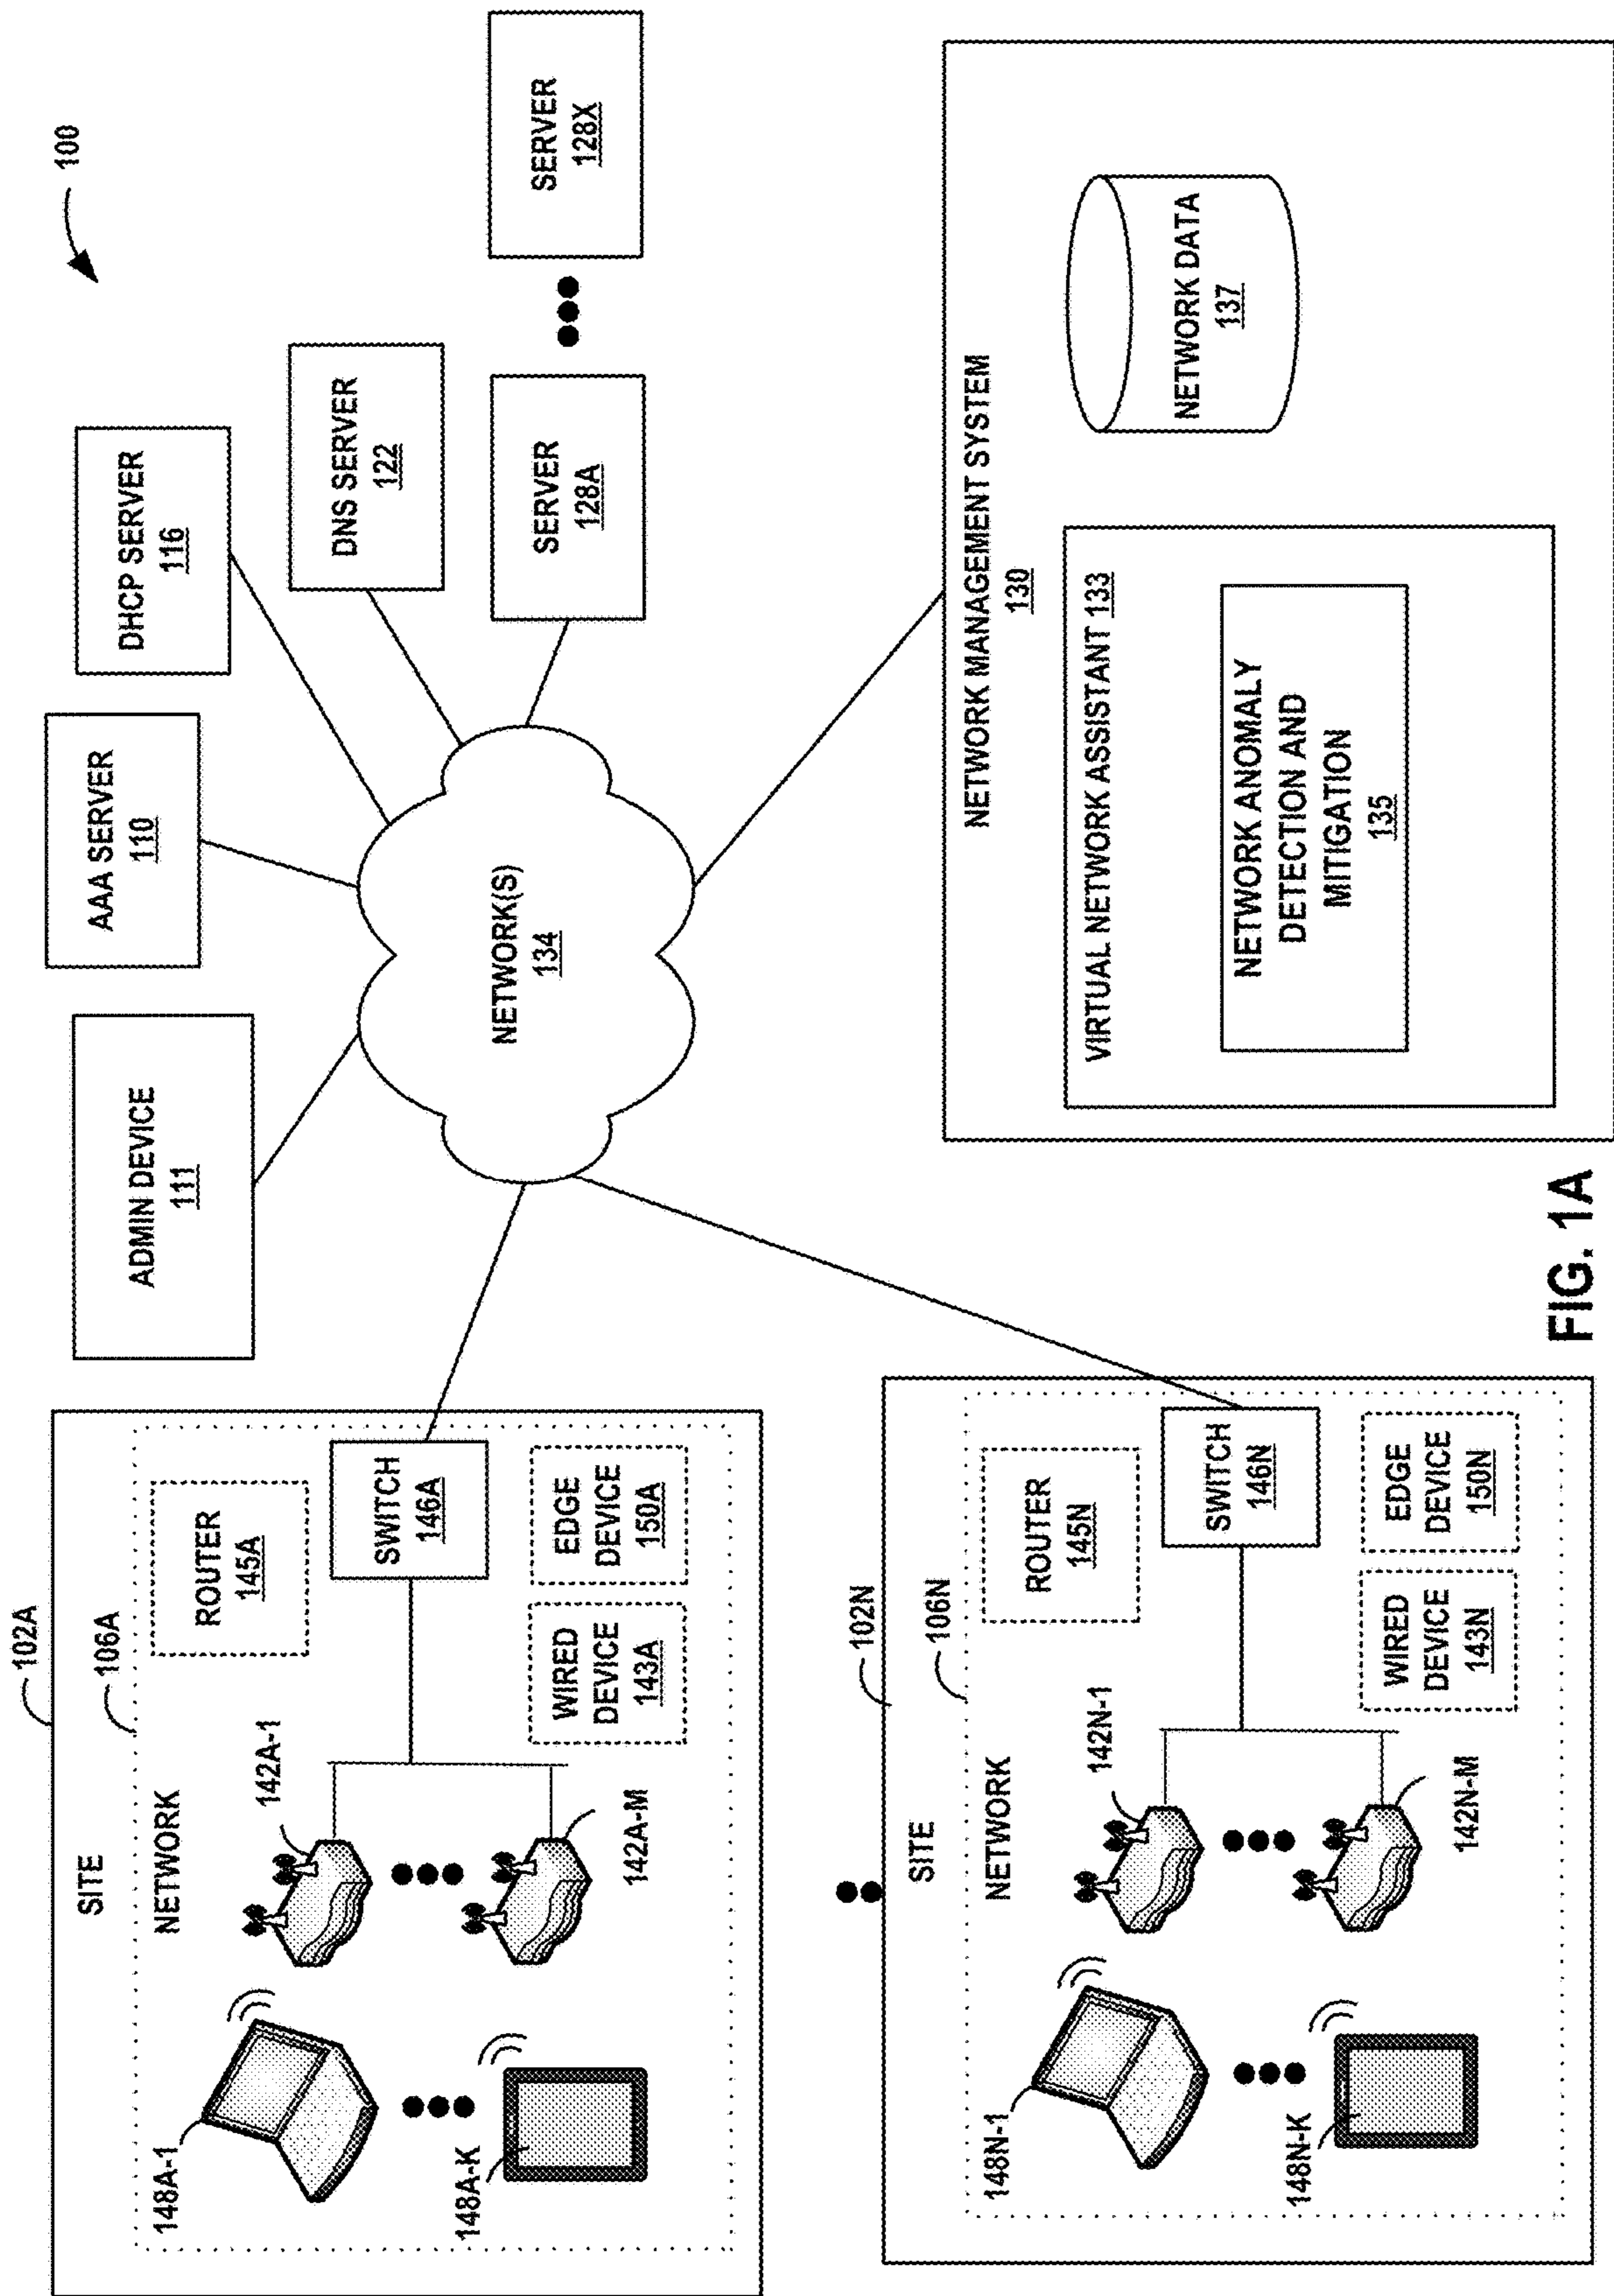 100
102A
SITE
106A
NETWORK
148A-1
148A-K
142A-1
142A-M
ROUTER
145A
SWITCH
146A
WIRED
DEVICE
143A
EDGE
DEVICE
150A
ADMIN DEVICE
111
AAA SERVER
110
DHCP SERVER
116
DNS SERVER
122
SERVER
128A
SERVER
128X
NETWORK(S)
134
102N
SITE
106N
NETWORK
148N-1
148N-K
142N-1
142N-M
ROUTER
145N
SWITCH
146N
WIRED
DEVICE
143N
EDGE
DEVICE
150N
NETWORK MANAGEMENT SYSTEM
130
VIRTUAL NETWORK ASSISTANT 133
NETWORK ANOMALY
DETECTION AND
MITIGATION
135
NETWORK DATA
137
FIG. 1A